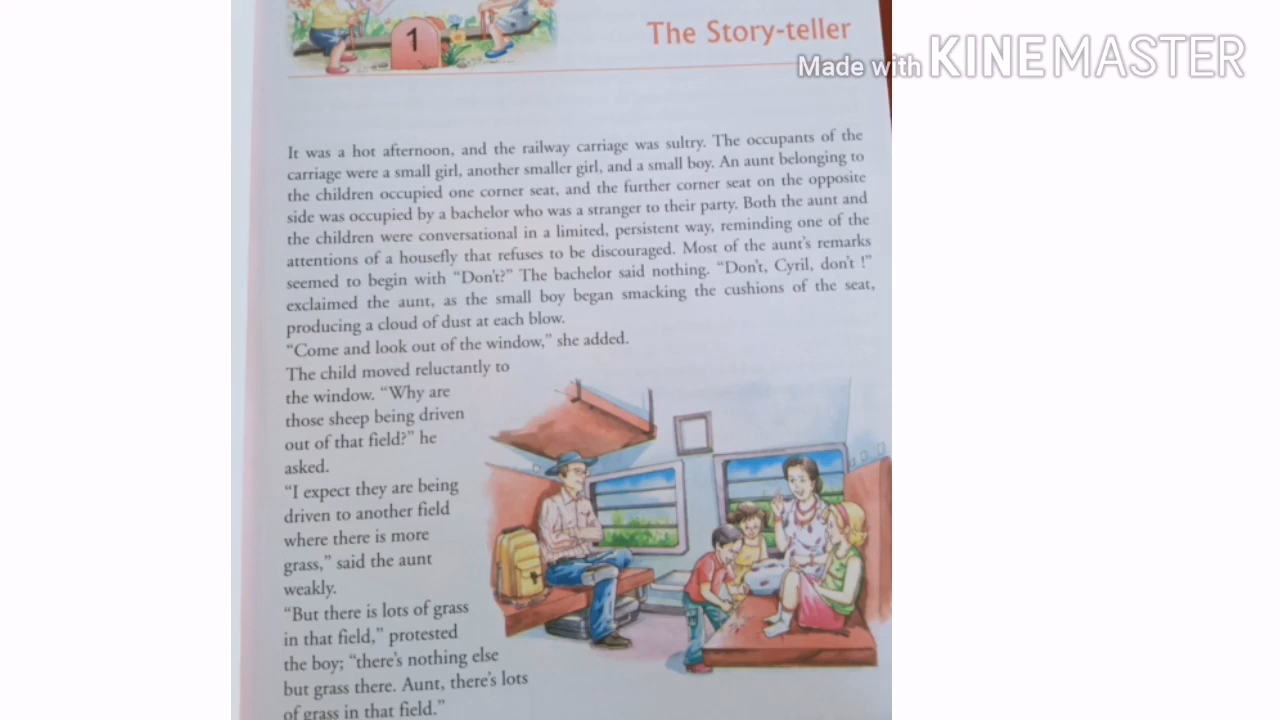 1
The Story-teller
Made with KINEMASTER
It was a hot afternoon, and the railway carriage was sultry. The occupants of the
carriage were a small girl, another smaller girl, and a small boy. An aunt belonging to
the children occupied one corner seat, and the further corner seat on the opposite
side was occupied by a bachelor who was a stranger to their party. Both the aunt and
the children were conversational in a limited, persistent way, reminding one of the
attentions of a housefly that refuses to be discouraged. Most of the aunt's remarks
seemed to begin with “Don't?” The bachelor said nothing. “Don't, Cyril, don't !”
exclaimed the aunt, as the small boy began smacking the cushions of the seat,
producing a cloud of dust at each blow.
“Come and look out of the window,” she added.
The child moved reluctantly to
the window. “Why are
those sheep being driven
out of that field?” he
asked.
“I expect they are being
driven to another field
where there is more
grass,” said the aunt
weakly.
“But there is lots of grass
in that field,” protested
the boy; “there's nothing else
but grass there. Aunt, there's lots
of grass in that field.”